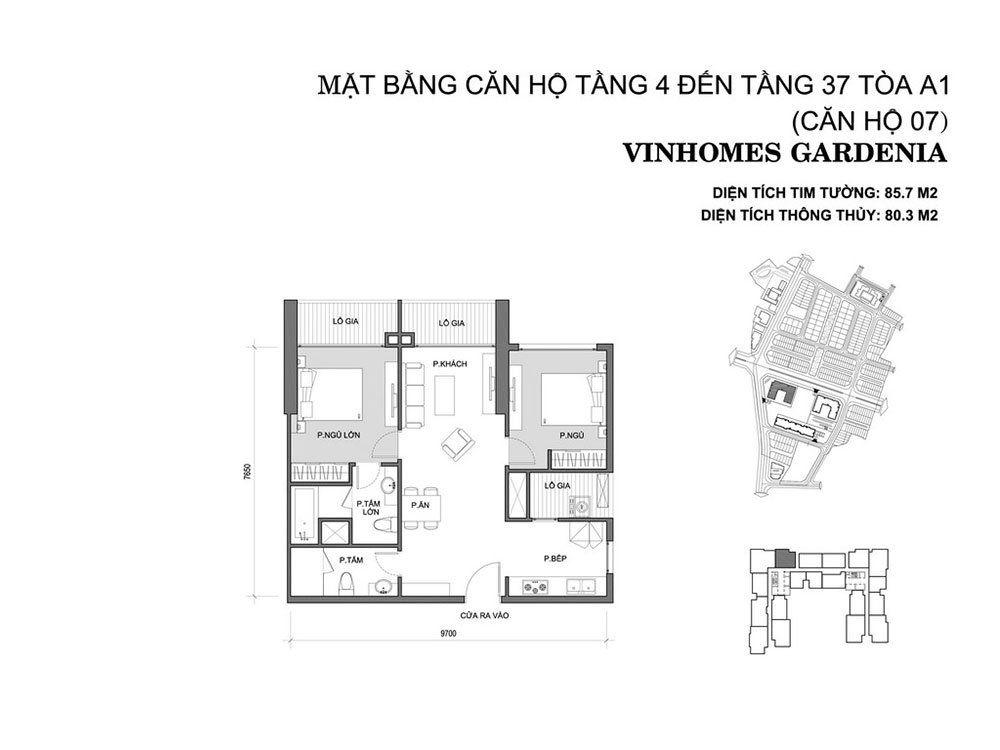 MẶT BẰNG CĂN HỘ TẦNG 4 ĐẾN TẦNG 37 TÒA A1
(CĂN HỘ 07)
VINHOMES GARDENIA
DIỆN TÍCH TIM TƯỜNG: 85.7 M2
DIỆN TÍCH THÔNG THỦY: 80.3 M2
LÔ GIA
LÔ GIA
P.KHÁCH
P.NGỦ LỚN
P.NGỦ
LÔ GIA
P.TẮM
LỚN
P.ĂN
P.TẮM
P.BẾP
CỬA RA VÀO
7650
9700